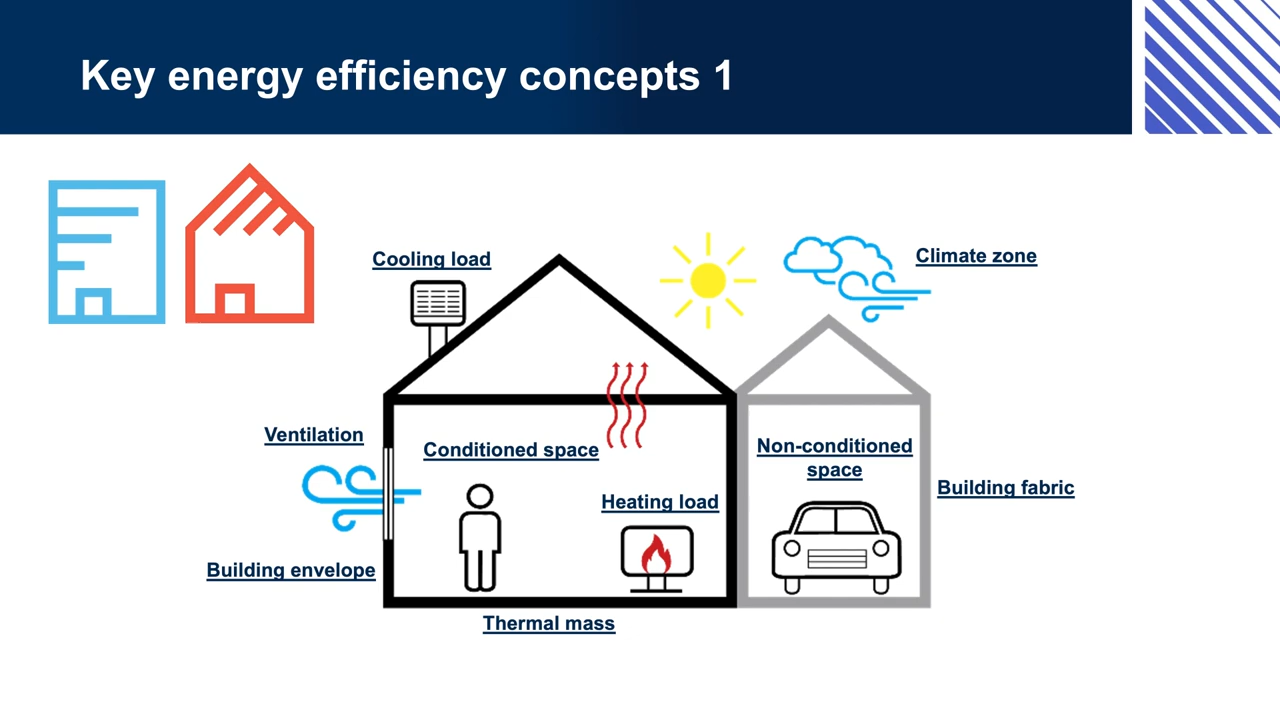 Key energy efficiency concepts 1
Cooling load
Climate zone
Ventilation
Conditioned space
Non-conditioned
space
Heating load
Building fabric
Building envelope
Thermal mass